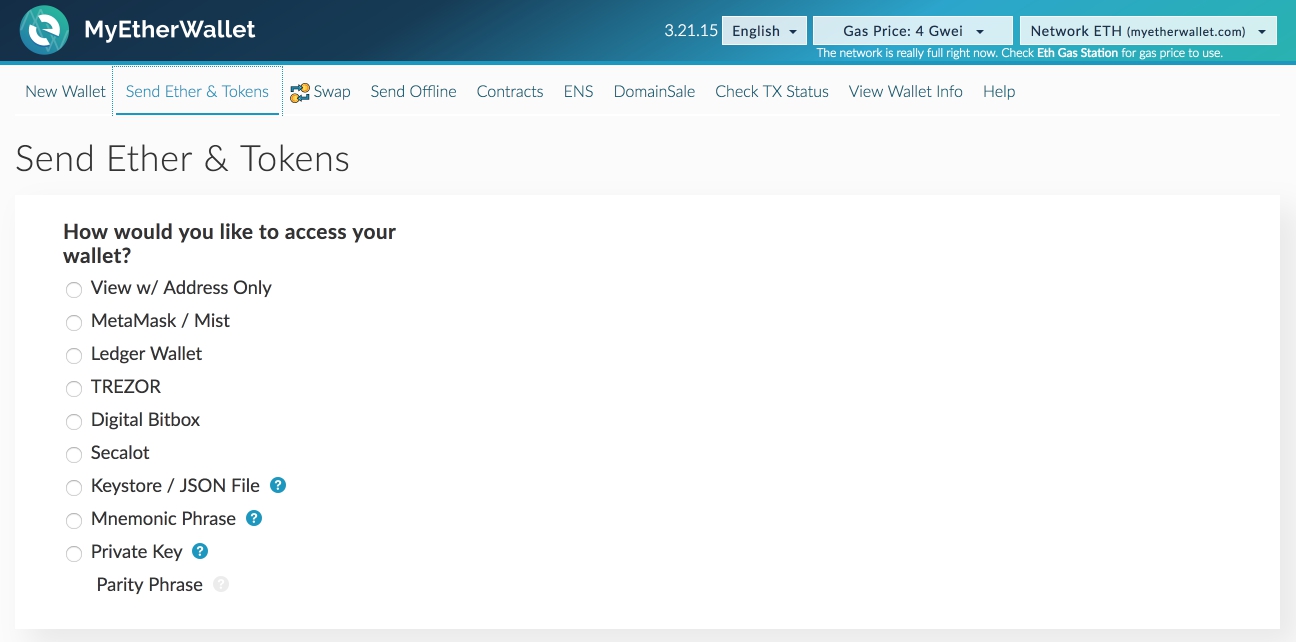 MyEtherWallet
3.21.15 English Gas Price: 4 Gwei Network ETH (myetherwallet.com)
The network is really full right now. Check Eth Gas Station for gas price to use.
New Wallet Send Ether & Tokens Swap Send Offline Contracts ENS DomainSale Check TX Status View Wallet Info Help
Send Ether & Tokens
How would you like to access your
wallet?
View w/ Address Only
MetaMask / Mist
Ledger Wallet
TREZOR
Digital Bitbox
Secalot
Keystore / JSON File ?
Mnemonic Phrase ?
Private Key ?
Parity Phrase ?